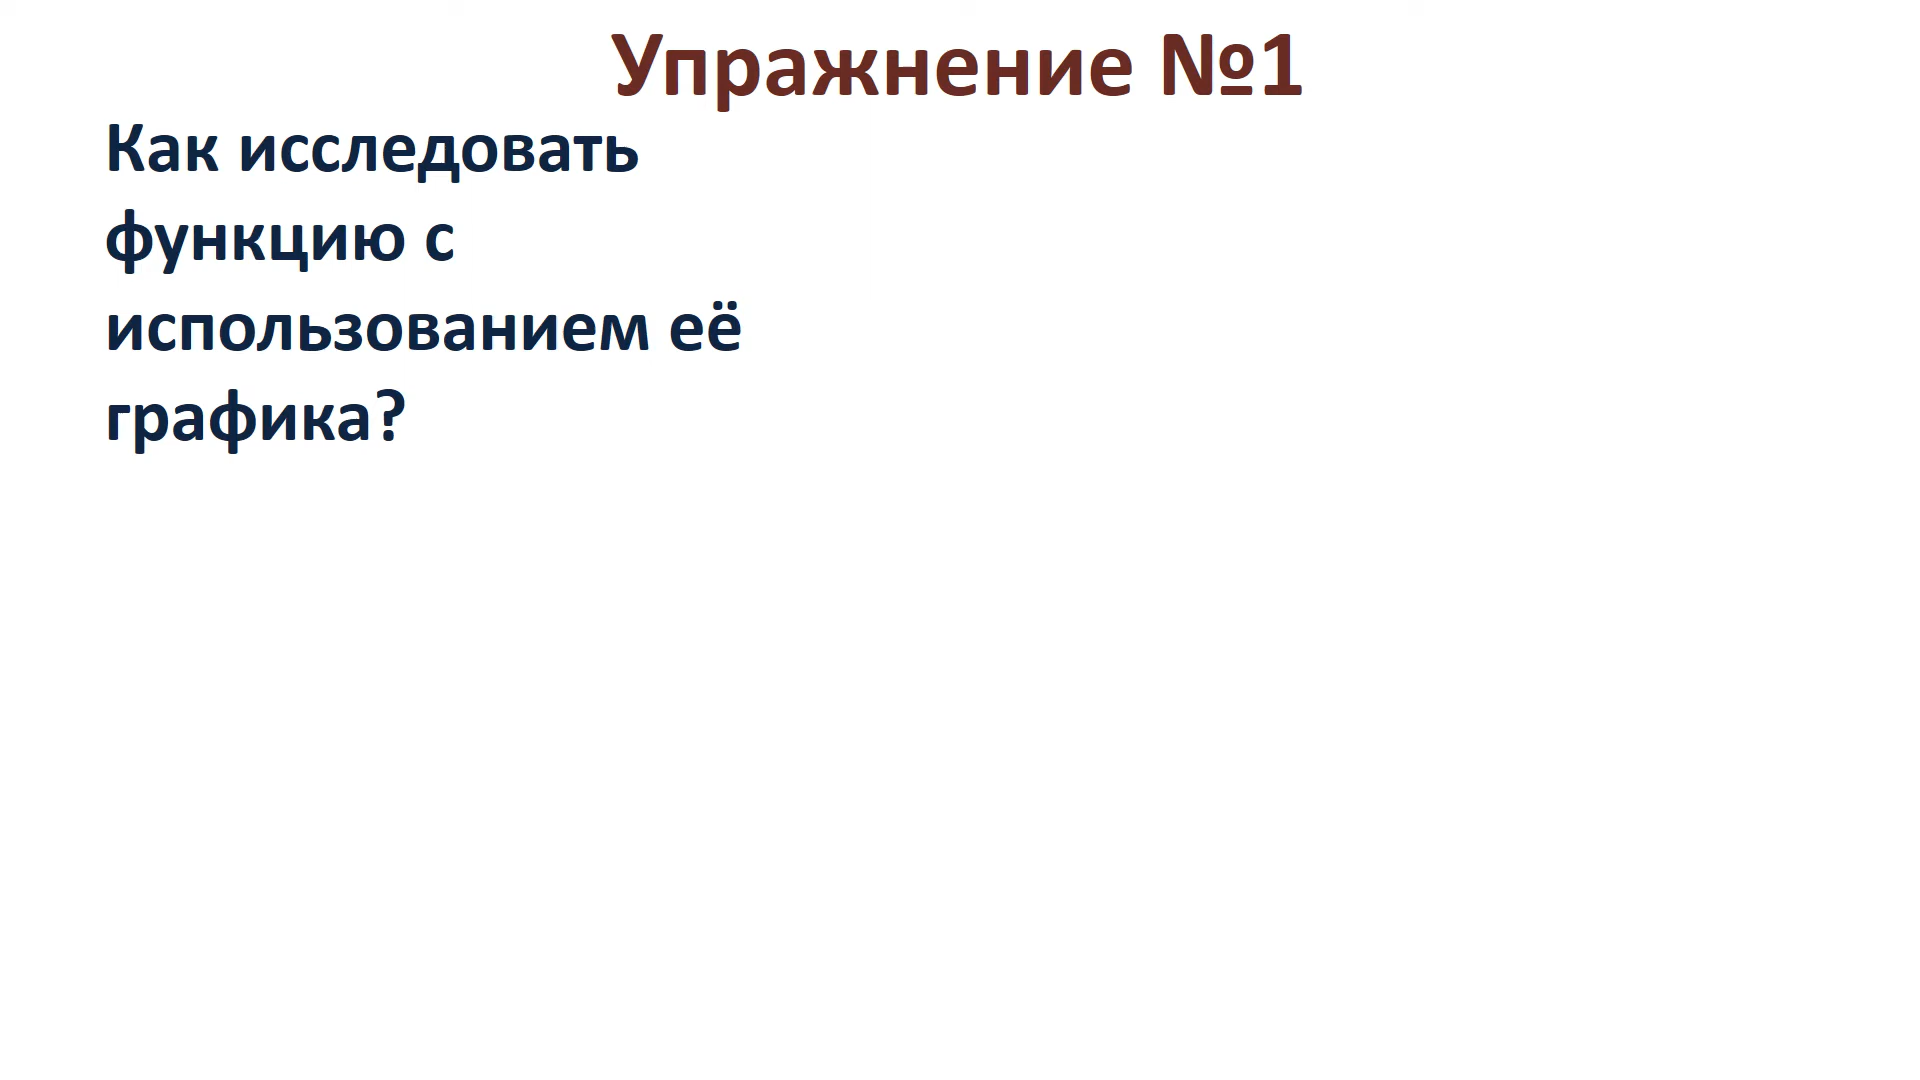 Упражнение №1
Как исследовать
функцию с
использованием её
графика?